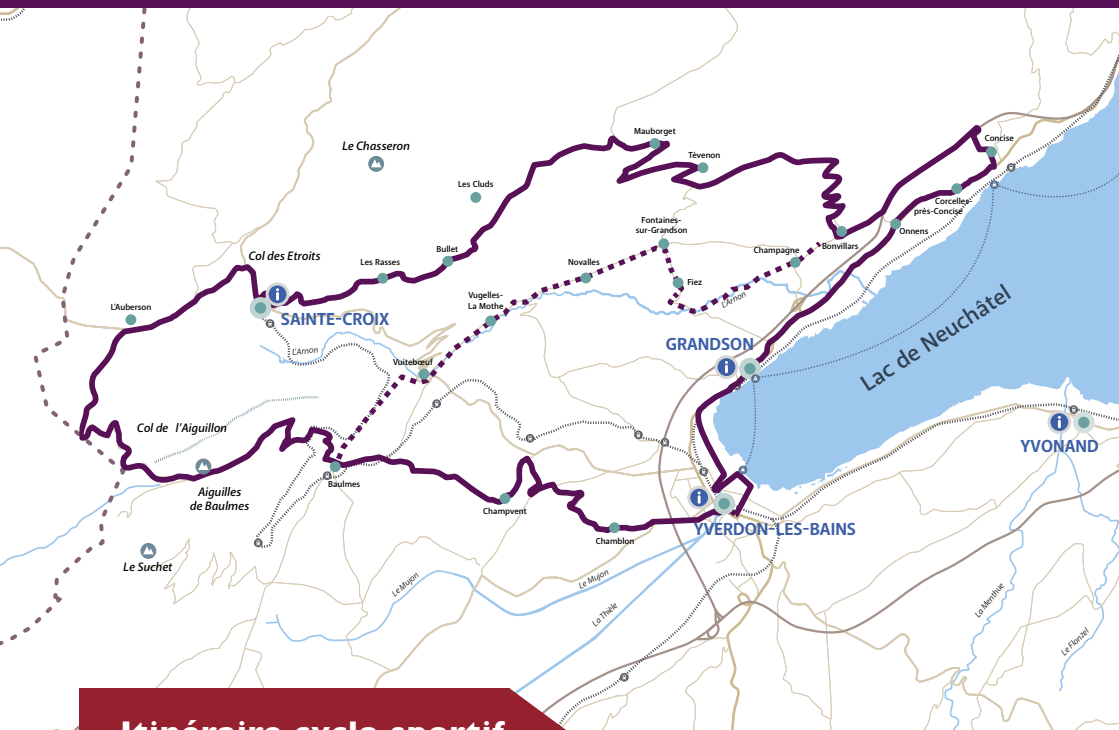 Mauborget
Concise
Le Chasseron
Tévenon
Les Cluds
Corcelles-
près-Concise
Fontaines-
sur-Grandson
Onnens
Bonvillars
Champagne
Bullet
Col des Etroits
Les Rasses
Novalles
Fiez
Vugelles-
La Mothe
L'Arnon
L'Auberson
SAINTE-CROIX
Lac de Neuchâtel
GRANDSON
L'Arnon
Vuitebœuf
Col de l'Aiguillon
YVONAND
Baulmes
Aiguilles
de Baulmes
Champvent
YVERDON-LES-BAINS
Chamblon
Le Suchet
Le Mujon
Le Mujon
La Thièle
La Menthue
Le Flonzel
Itinéraire cyclo sportif